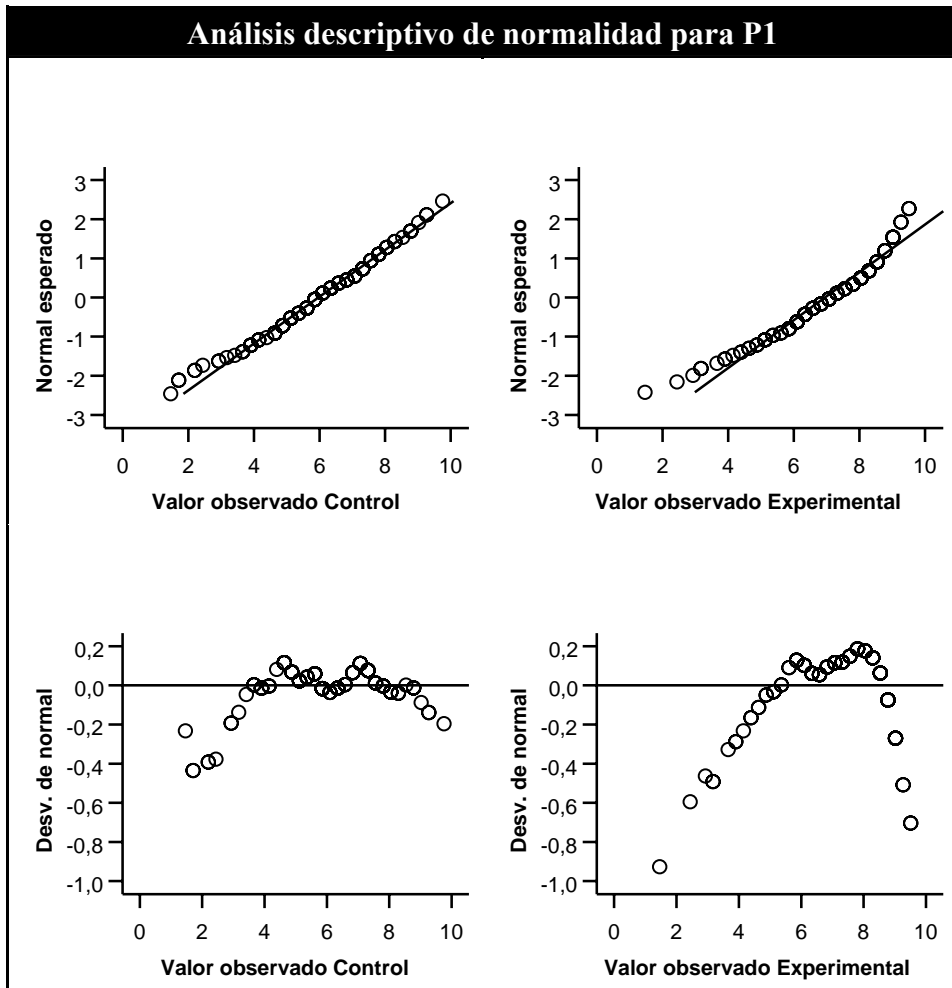 Análisis descriptivo de normalidad para P1
Normal esperado
3
2
1
0
-1
-2
-3
0 2 4 6 8 10
Valor observado Control
Normal esperado
3
2
1
0
-1
-2
-3
0 2 4 6 8 10
Valor observado Experimental
Desv. de normal
0,2
0,0
-0,2
-0,4
-0,6
-0,8
-1,0
0 2 4 6 8 10
Valor observado Control
Desv. de normal
0,2
0,0
-0,2
-0,4
-0,6
-0,8
-1,0
0 2 4 6 8 10
Valor observado Experimental